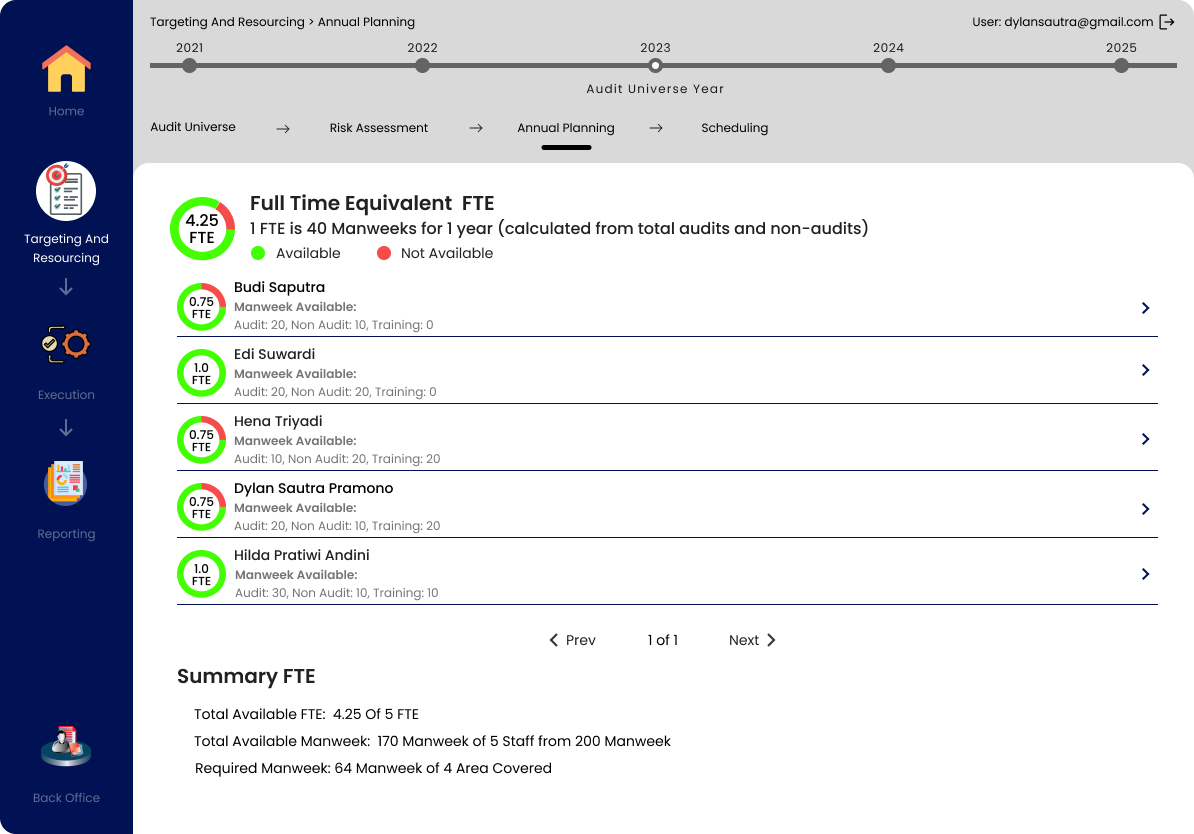 Targeting And Resourcing > Annual Planning
User: dylansautra@gmail.com
2021 2022 2023 2024 2025
Audit Universe Year
Audit Universe Risk Assessment Annual Planning Scheduling
Home
Targeting And
Resourcing
Execution
Reporting
Back Office
4.25
FTE
Full Time Equivalent FTE
1 FTE is 40 Manweeks for 1 year (calculated from total audits and non-audits)
Available Not Available
0.75
FTE
Budi Saputra
Manweek Available:
Audit: 20, Non Audit: 10, Training: 0
1.0
FTE
Edi Suwardi
Manweek Available:
Audit: 20, Non Audit: 20, Training: 0
0.75
FTE
Hena Triyadi
Manweek Available:
Audit: 10, Non Audit: 20, Training: 20
0.75
FTE
Dylan Sautra Pramono
Manweek Available:
Audit: 20, Non Audit: 10, Training: 20
1.0
FTE
Hilda Pratiwi Andini
Manweek Available:
Audit: 30, Non Audit: 10, Training: 10
Prev 1 of 1 Next
Summary FTE
Total Available FTE: 4.25 Of 5 FTE
Total Available Manweek: 170 Manweek of 5 Staff from 200 Manweek
Required Manweek: 64 Manweek of 4 Area Covered